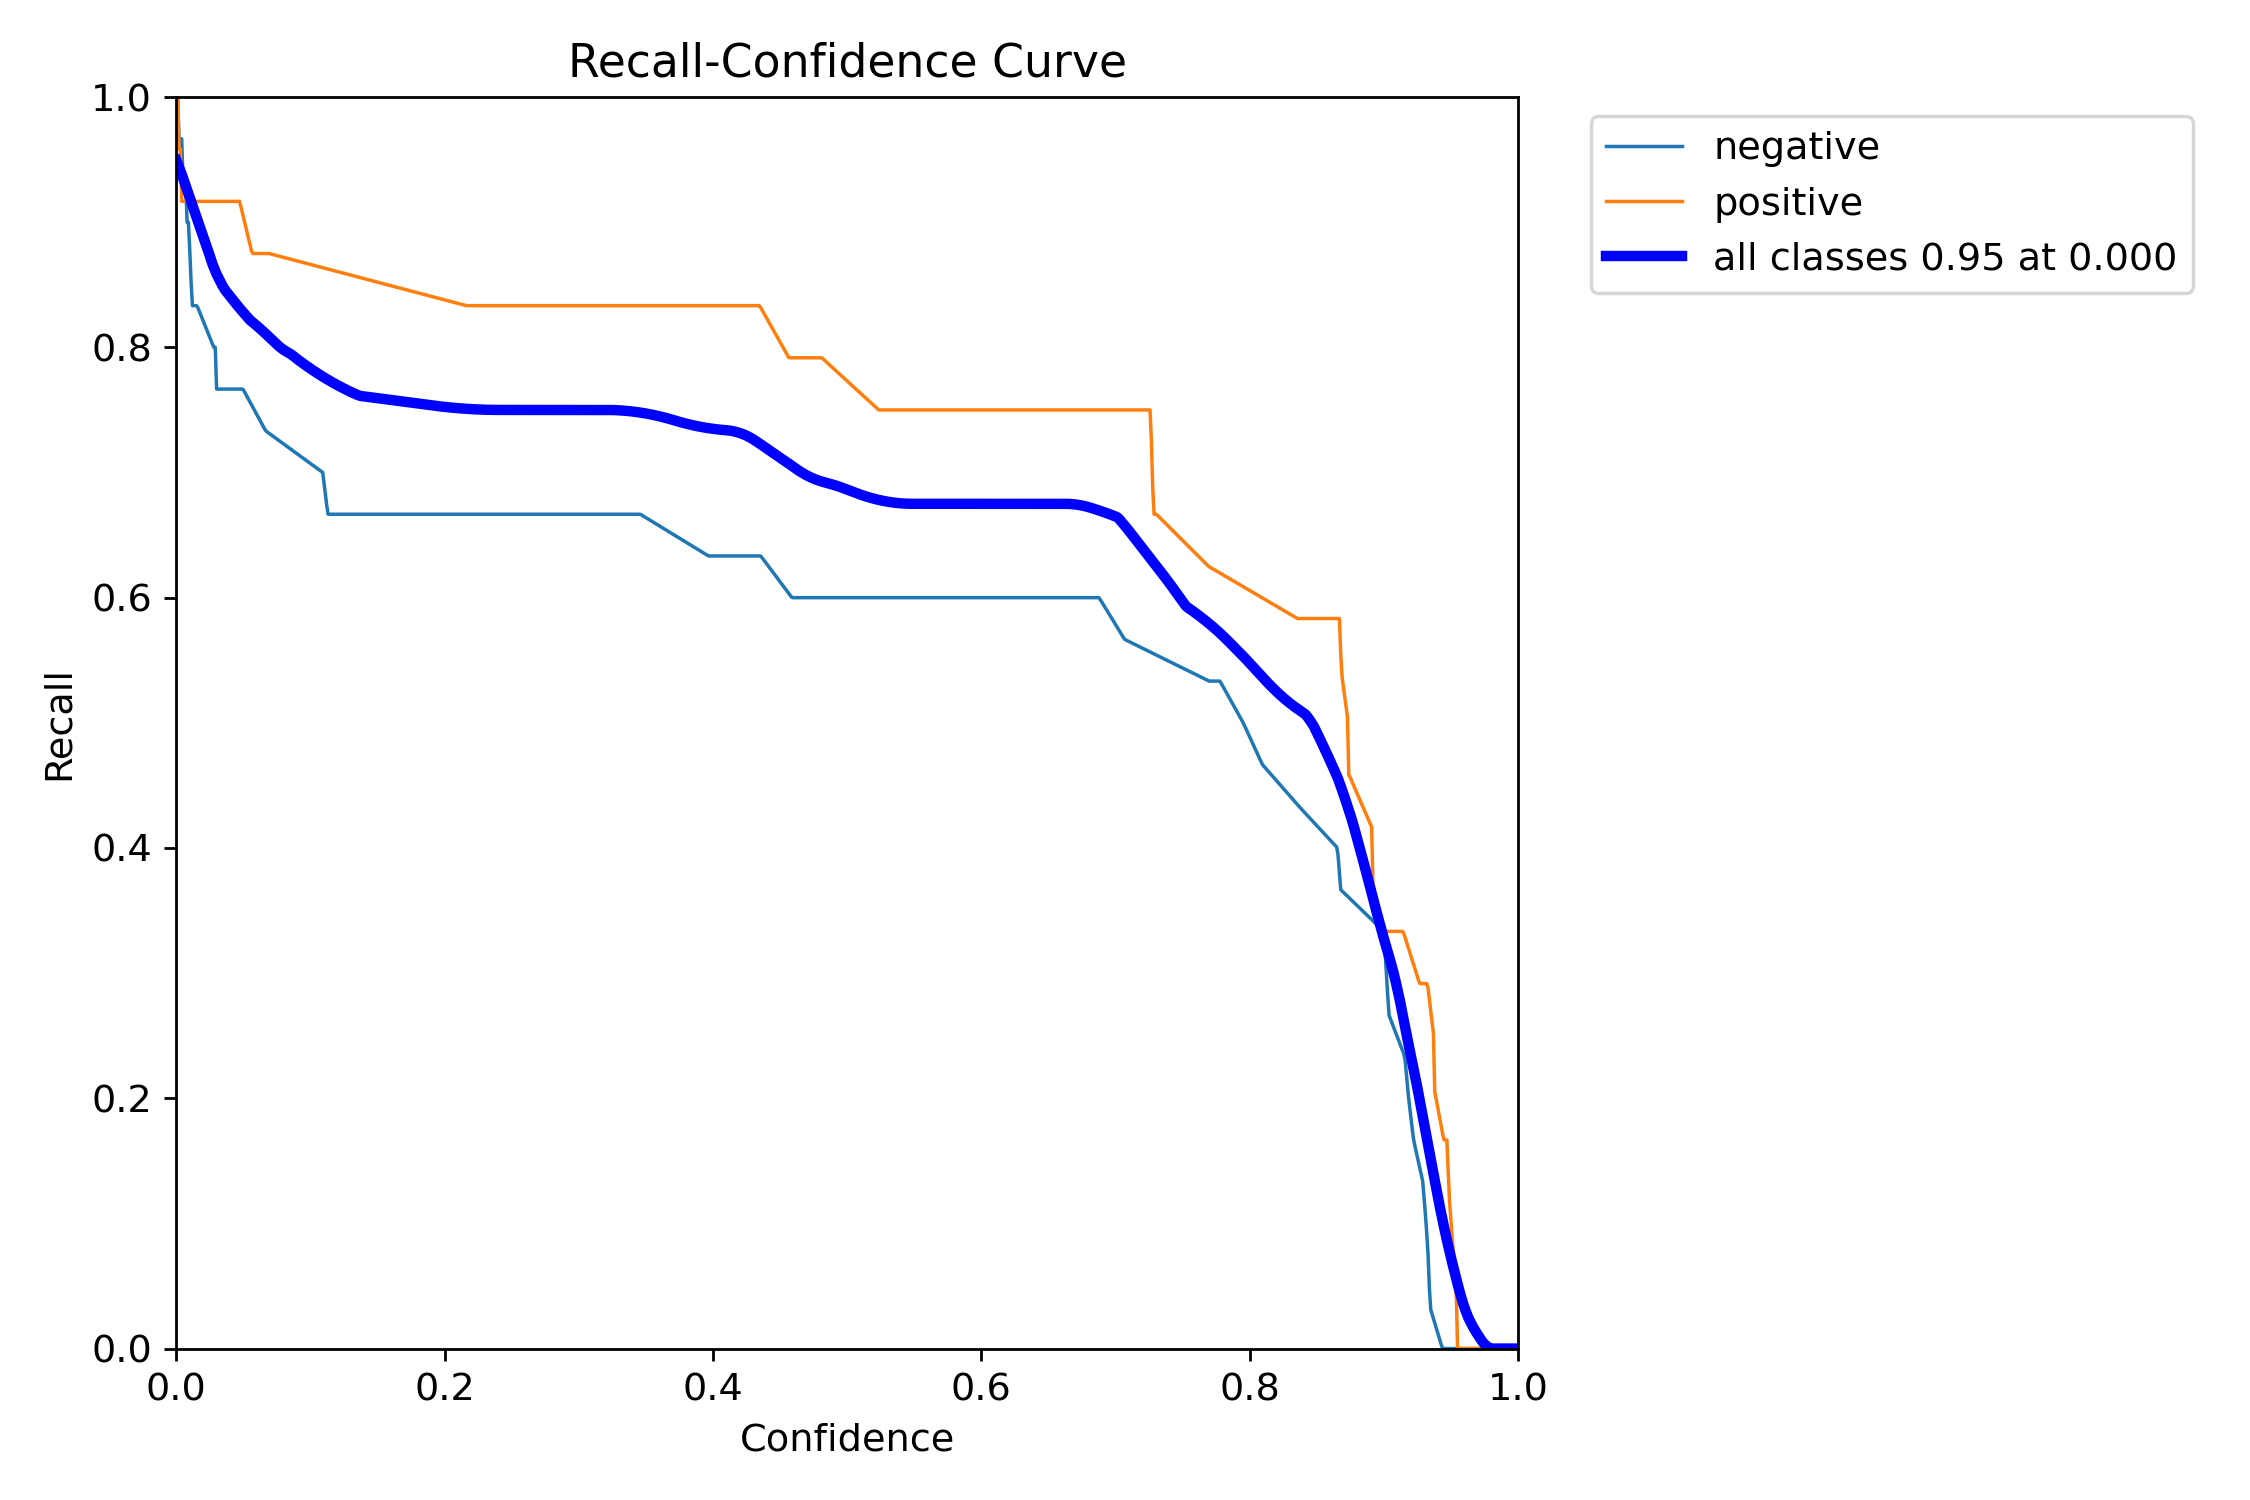 Recall-Confidence Curve
1.0
0.8
0.6
0.4
0.2
0.0
Recall
0.0 0.2 0.4 0.6 0.8 1.0
Confidence
negative
positive
all classes 0.95 at 0.000